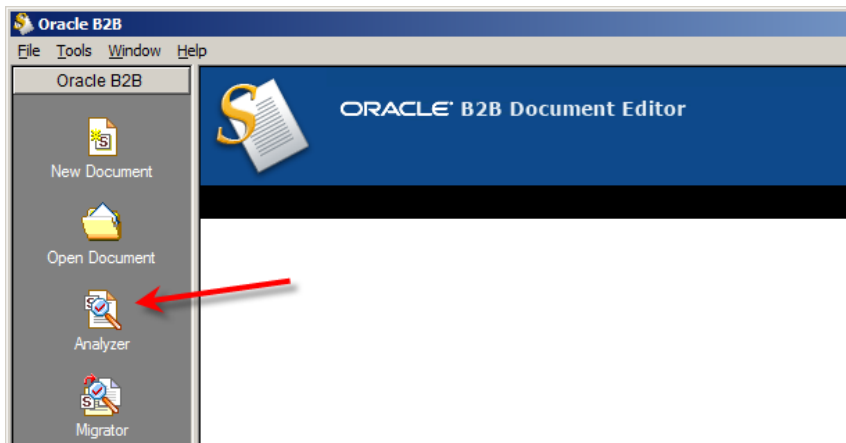 Oracle B2B
File Tools Window Help
Oracle B2B
ORACLE B2B Document Editor
New Document
Open Document
Analyzer
Migrator